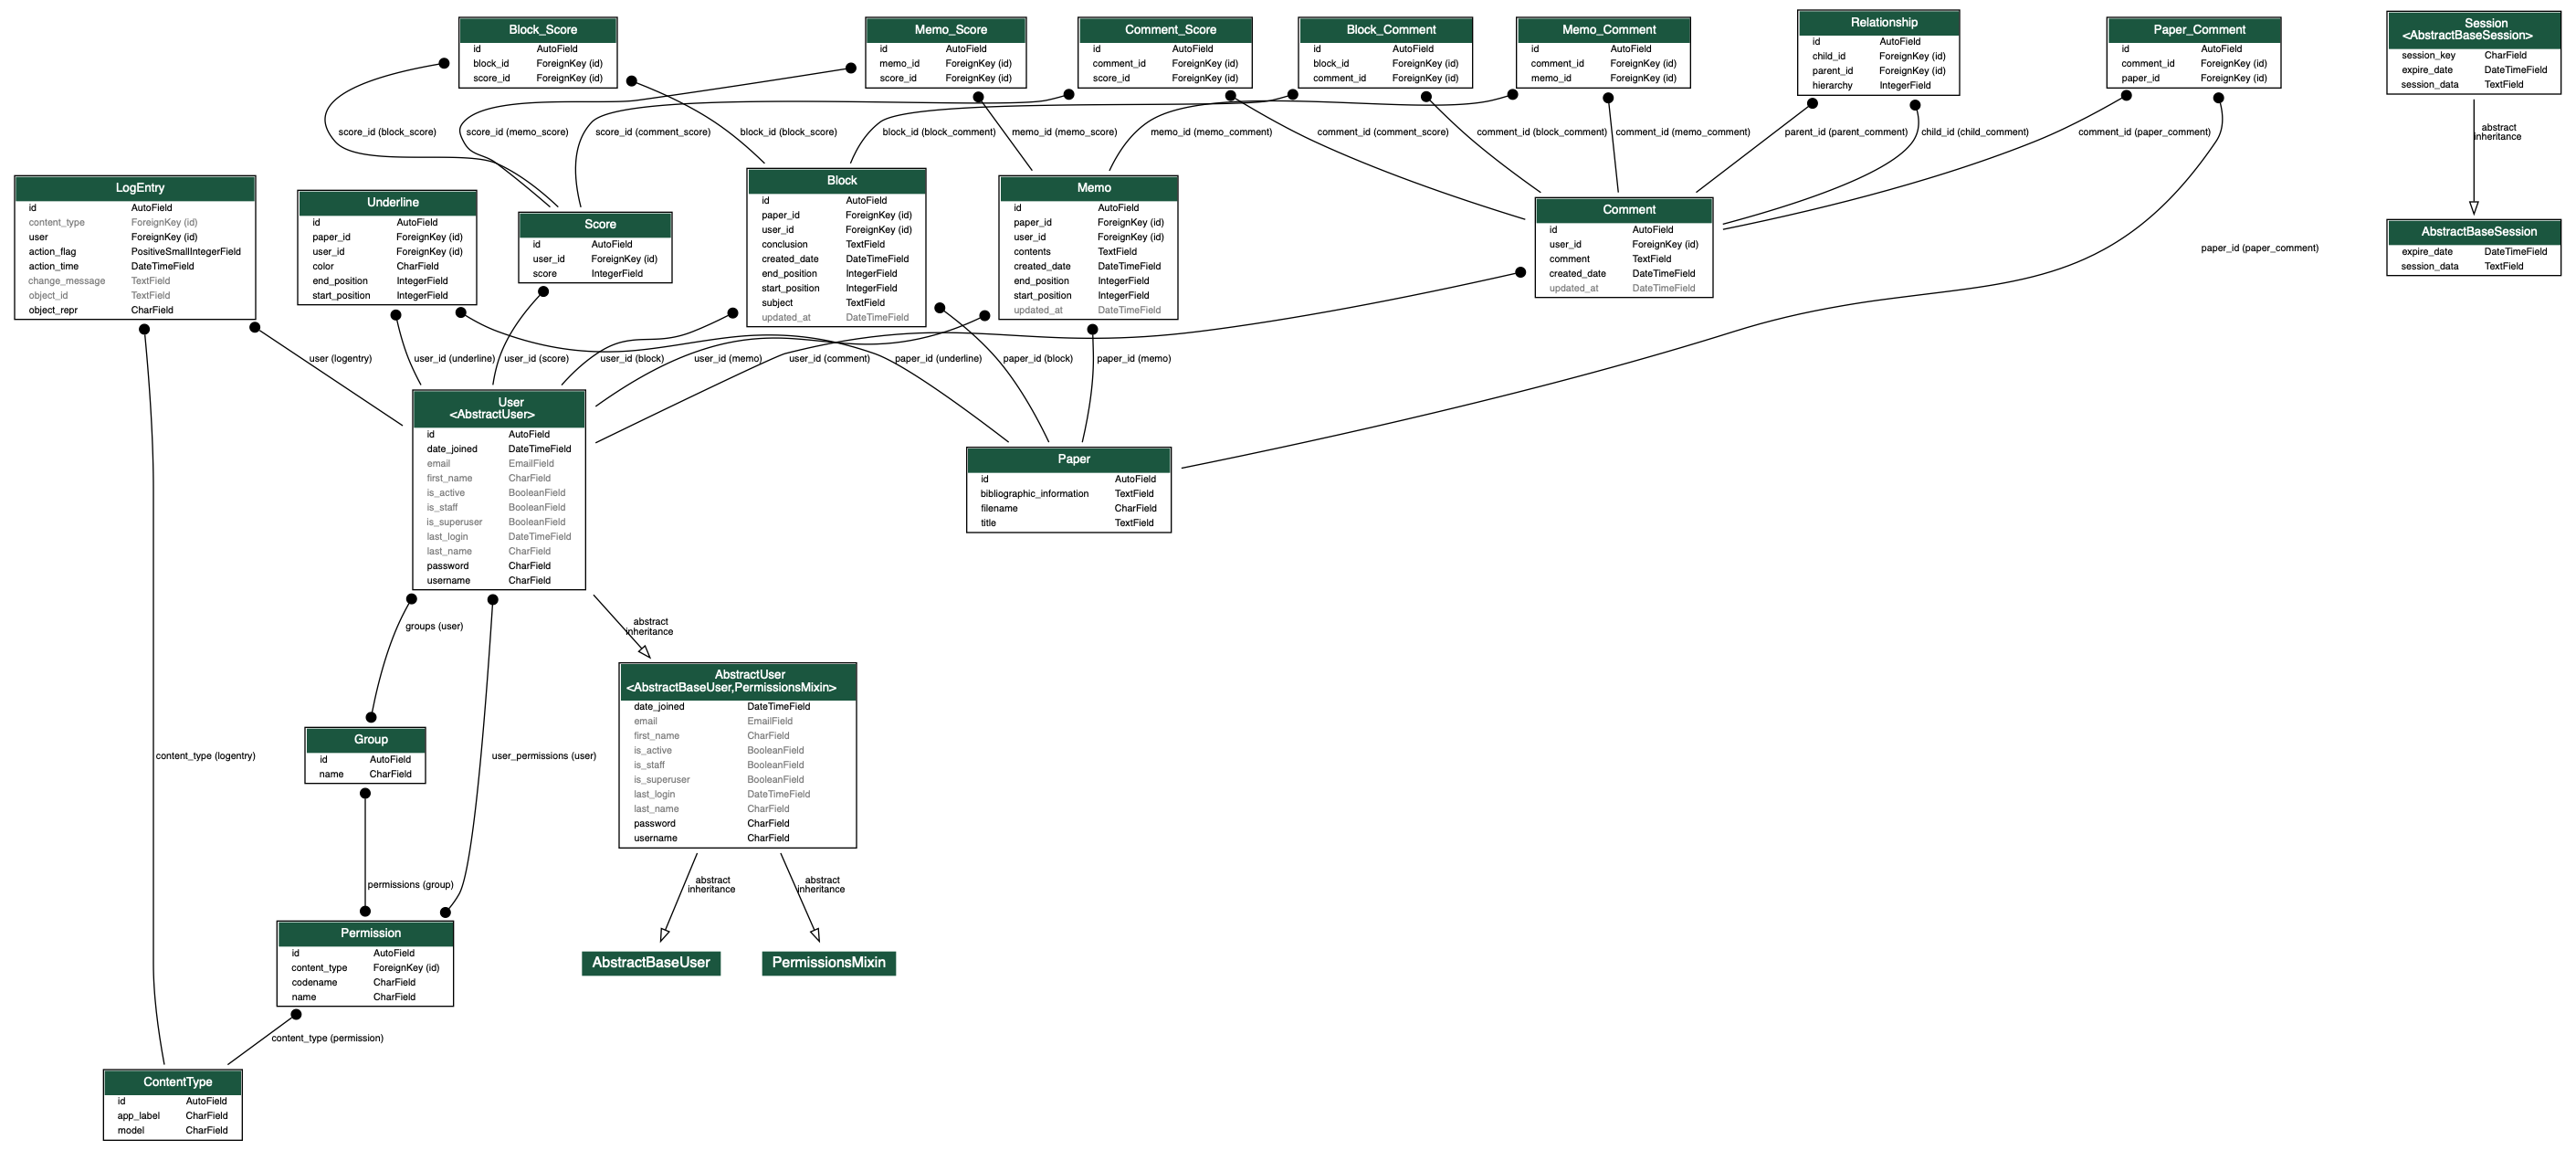 Block_Score
id AutoField
block_id ForeignKey (id)
score_id ForeignKey (id)
Memo_Score
id AutoField
memo_id ForeignKey (id)
score_id ForeignKey (id)
Comment_Score
id AutoField
comment_id ForeignKey (id)
score_id ForeignKey (id)
Block_Comment
id AutoField
block_id ForeignKey (id)
comment_id ForeignKey (id)
Memo_Comment
id AutoField
comment_id ForeignKey (id)
memo_id ForeignKey (id)
Relationship
id AutoField
child_id ForeignKey (id)
parent_id ForeignKey (id)
hierarchy IntegerField
Paper_Comment
id AutoField
comment_id ForeignKey (id)
paper_id ForeignKey (id)
Session
<AbstractBaseSession>
session_key CharField
expire_date DateTimeField
session_data TextField
score_id (block_score)
score_id (memo_score)
score_id (comment_score)
block_id (block_score)
block_id (block_comment)
memo_id (memo_score)
memo_id (memo_comment)
comment_id (comment_score)
comment_id (block_comment)
comment_id (memo_comment)
parent_id (parent_comment)
child_id (child_comment)
comment_id (paper_comment)
abstract
inheritance
LogEntry
id AutoField
content_type ForeignKey (id)
user ForeignKey (id)
action_flag PositiveSmallIntegerField
action_time DateTimeField
change_message TextField
object_id TextField
object_repr CharField
Underline
id AutoField
paper_id ForeignKey (id)
user_id ForeignKey (id)
color CharField
end_position IntegerField
start_position IntegerField
Score
id AutoField
user_id ForeignKey (id)
score IntegerField
Block
id AutoField
paper_id ForeignKey (id)
user_id ForeignKey (id)
conclusion TextField
created_date DateTimeField
end_position IntegerField
start_position IntegerField
subject TextField
updated_at DateTimeField
Memo
id AutoField
paper_id ForeignKey (id)
user_id ForeignKey (id)
contents TextField
created_date DateTimeField
end_position IntegerField
start_position IntegerField
updated_at DateTimeField
Comment
id AutoField
user_id ForeignKey (id)
comment TextField
created_date DateTimeField
updated_at DateTimeField
paper_id (paper_comment)
AbstractBaseSession
expire_date DateTimeField
session_data TextField
user (logentry)
user_id (underline)
user_id (score)
user_id (block)
user_id (memo)
user_id (comment)
paper_id (underline)
paper_id (block)
paper_id (memo)
User
<AbstractUser>
id AutoField
date_joined DateTimeField
email EmailField
first_name CharField
is_active BooleanField
is_staff BooleanField
is_superuser BooleanField
last_login DateTimeField
last_name CharField
password CharField
username CharField
Paper
id AutoField
bibliographic_information TextField
filename CharField
title TextField
groups (user)
abstract
inheritance
AbstractUser
<AbstractBaseUser,PermissionsMixin>
date_joined DateTimeField
email EmailField
first_name CharField
is_active BooleanField
is_staff BooleanField
is_superuser BooleanField
last_login DateTimeField
last_name CharField
password CharField
username CharField
Group
id AutoField
name CharField
content_type (logentry)
user_permissions (user)
permissions (group)
abstract
inheritance
abstract
inheritance
Permission
id AutoField
content_type ForeignKey (id)
codename CharField
name CharField
AbstractBaseUser
PermissionsMixin
content_type (permission)
ContentType
id AutoField
app_label CharField
model CharField